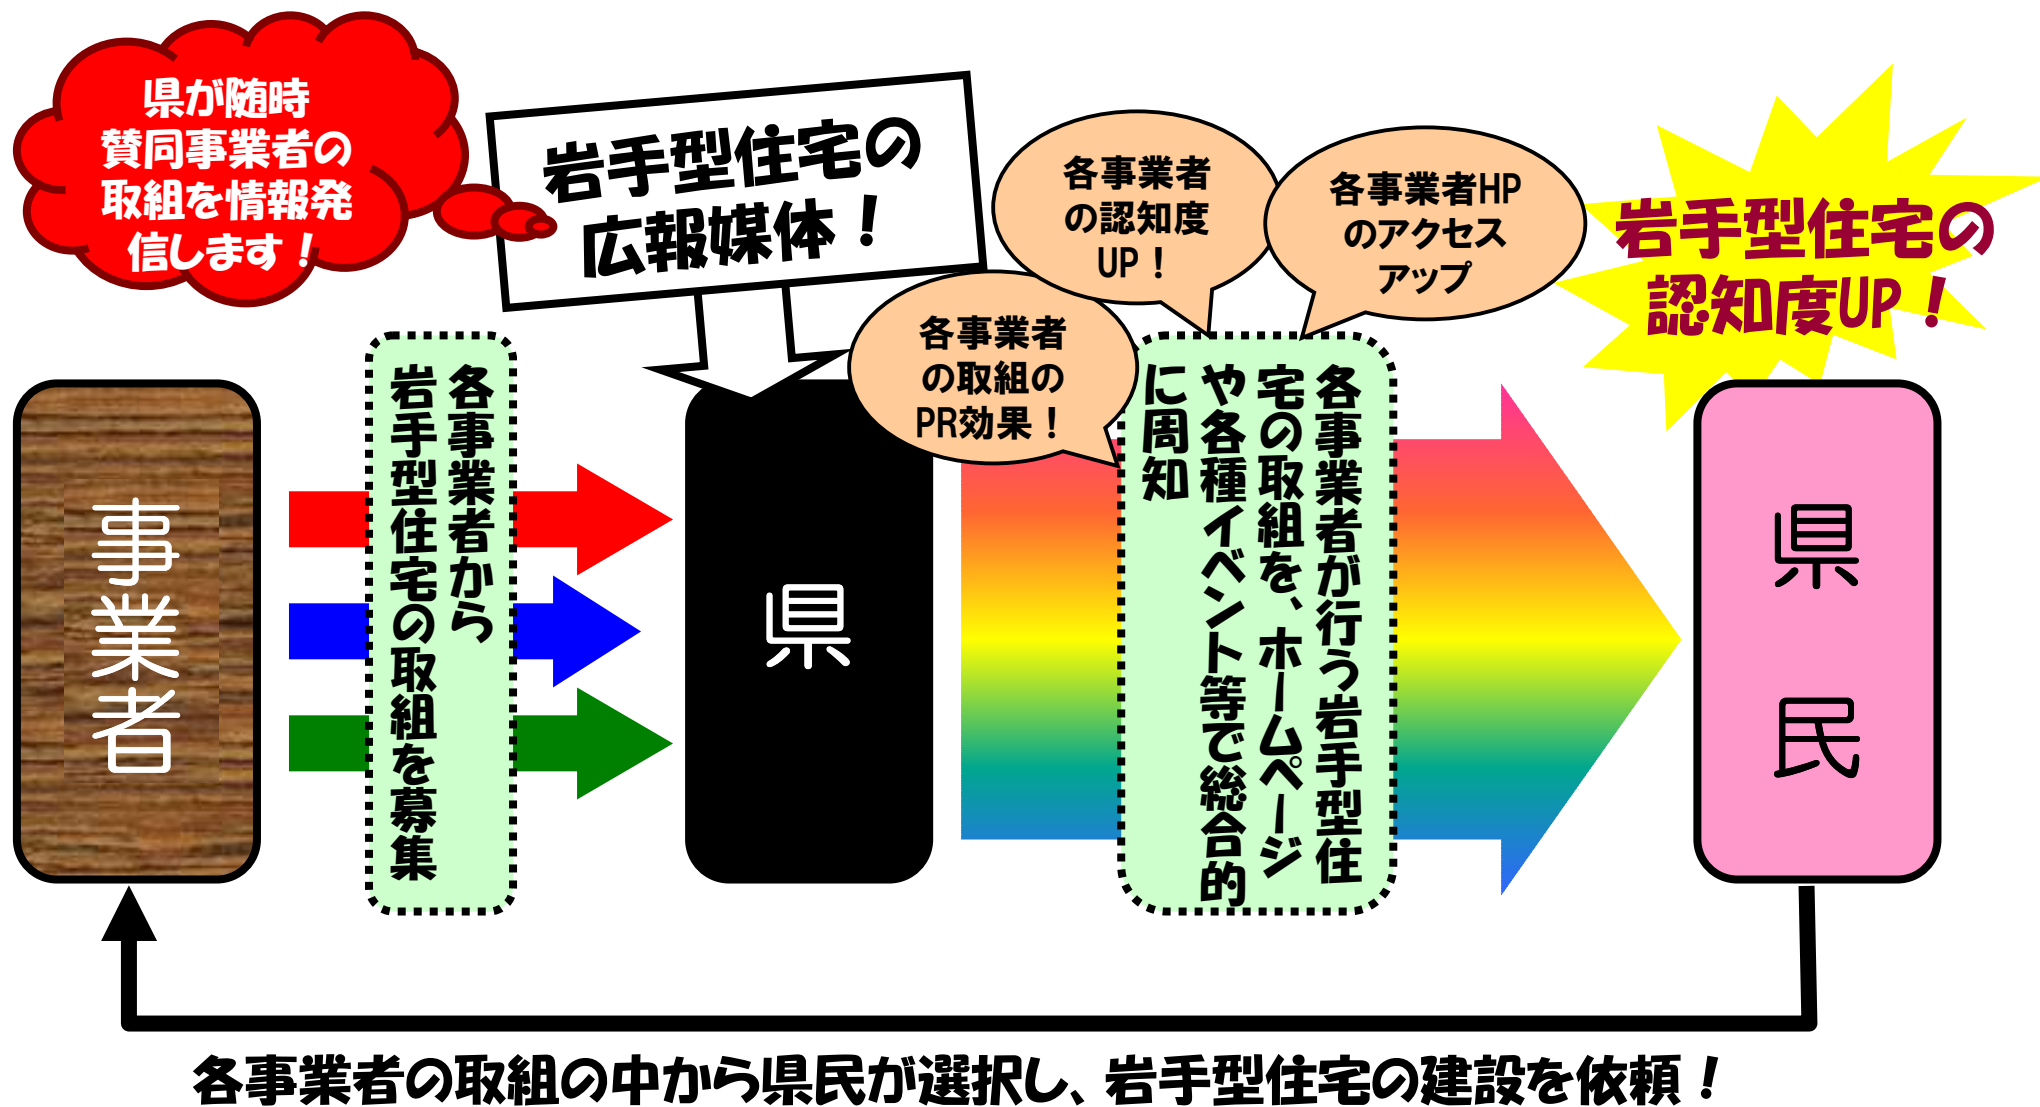 県が随時
賛同事業者の
取組を情報発
信します！
岩手型住宅の
広報媒体！
各事業者
の認知度
UP！
各事業者HP
のアクセス
アップ
岩手型住宅の
認知度UP！
各事業者
の取組の
PR効果！
事業者
各事業者から
岩手型住宅の取組を募集
県
各事業者が行う岩手型住
宅の取組を、ホームページ
や各種イベント等で総合的
に周知
県民
各事業者の取組の中から県民が選択し、岩手型住宅の建設を依頼！